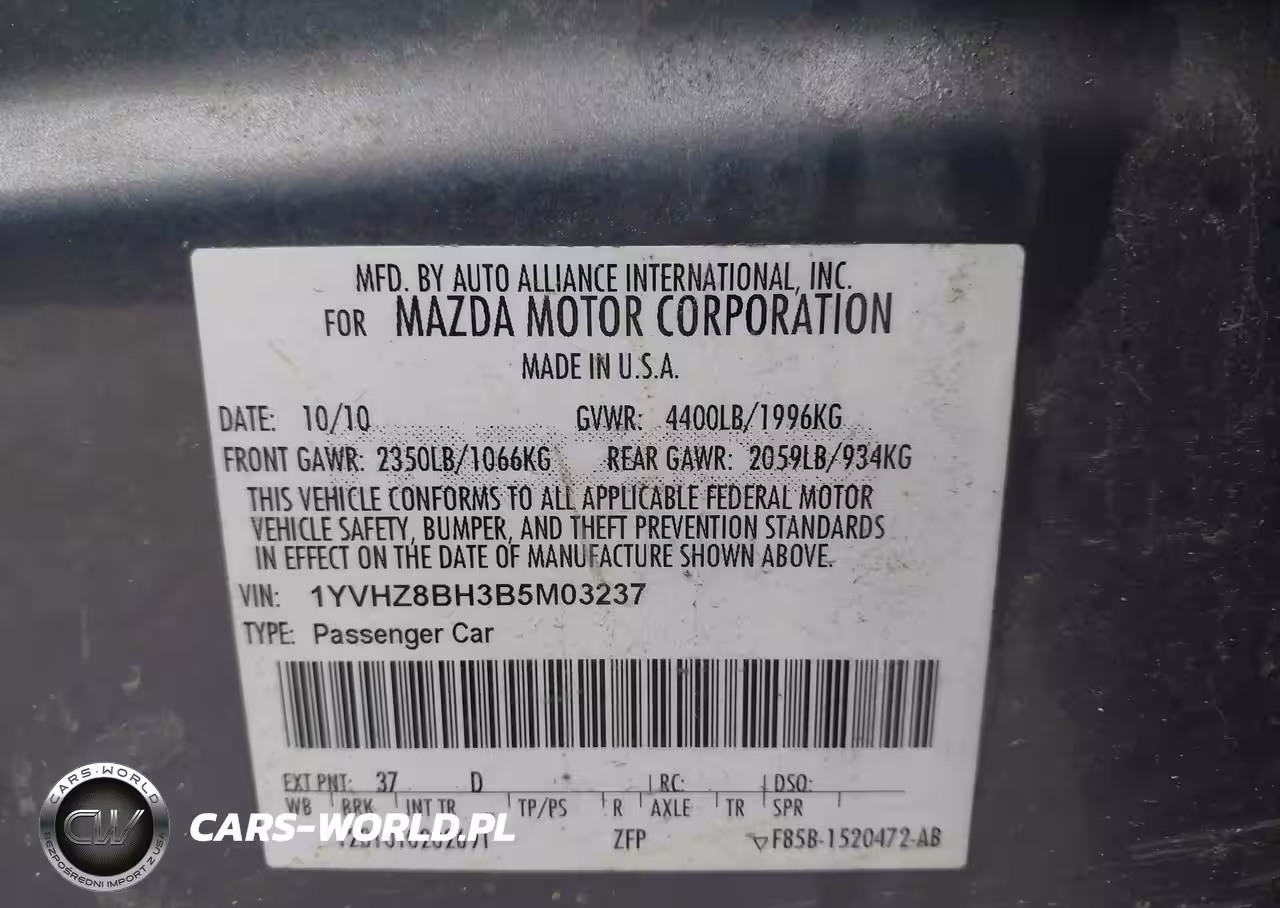 MFD. BY AUTO ALLIANCE INTERNATIONAL, INC.
FOR MAZDA MOTOR CORPORATION
MADE IN U.S.A.
DATE: 10/10 GVWR: 4400LB/1996KG
FRONT GAWR: 2350LB/1066KG REAR GAWR: 2059LB/934KG
THIS VEHICLE CONFORMS TO ALL APPLICABLE FEDERAL MOTOR
VEHICLE SAFETY, BUMPER, AND THEFT PREVENTION STANDARDS
IN EFFECT ON THE DATE OF MANUFACTURE SHOWN ABOVE.
VIN: 1YVHZ8BH3B5M03237
TYPE: Passenger Car
EXT PNT: 37 D RC: DSO:
WB BRK INT TR TP/PS R AXLE TR SPR
ZFP F85B-1520472-AB
CARS-WORLD
CW
BEZPOŚREDNI IMPORT Z USA
CARS-WORLD.PL